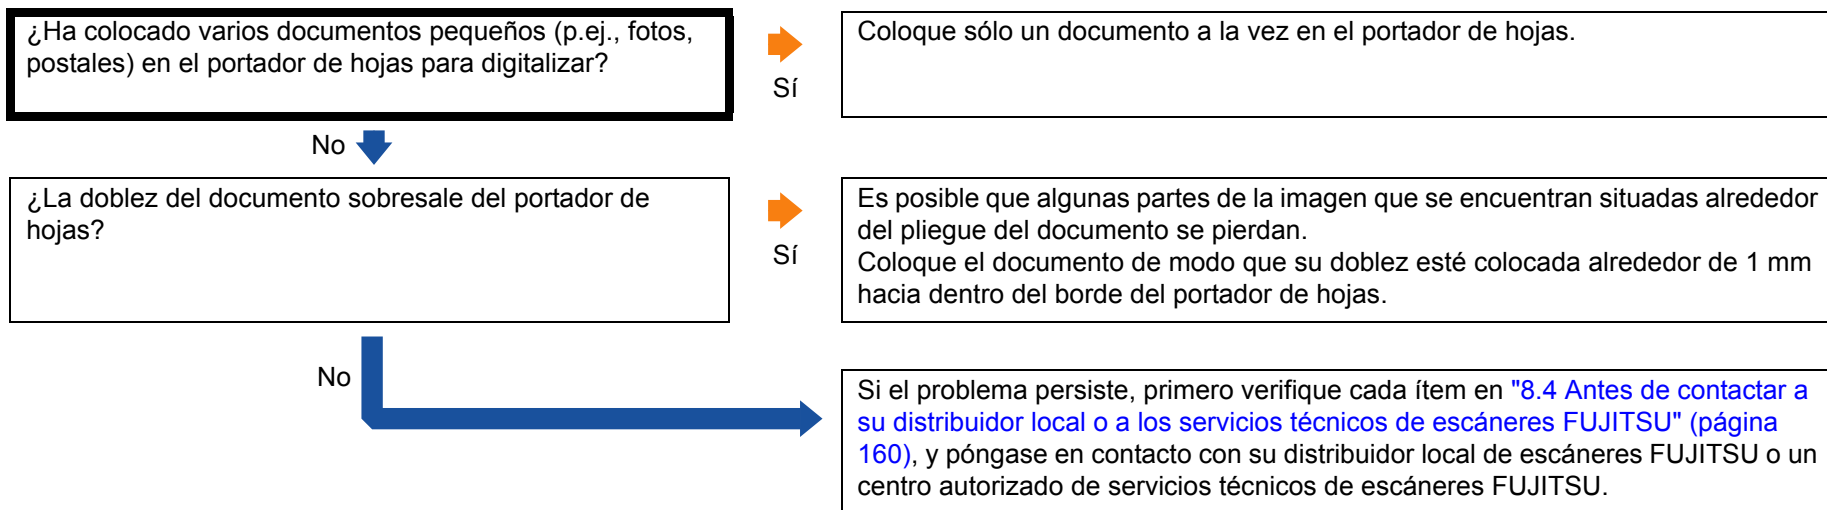 ¿Ha colocado varios documentos pequeños (p.ej., fotos,
postales) en el portador de hojas para digitalizar?
Sí
Coloque sólo un documento a la vez en el portador de hojas.
No
¿La doblez del documento sobresale del portador de
hojas?
Sí
Es posible que algunas partes de la imagen que se encuentran situadas alrededor
del pliegue del documento se pierdan.
Coloque el documento de modo que su doblez esté colocada alrededor de 1 mm
hacia dentro del borde del portador de hojas.
No
Si el problema persiste, primero verifique cada ítem en "8.4 Antes de contactar a
su distribuidor local o a los servicios técnicos de escáneres FUJITSU" (página
160), y póngase en contacto con su distribuidor local de escáneres FUJITSU o un
centro autorizado de servicios técnicos de escáneres FUJITSU.